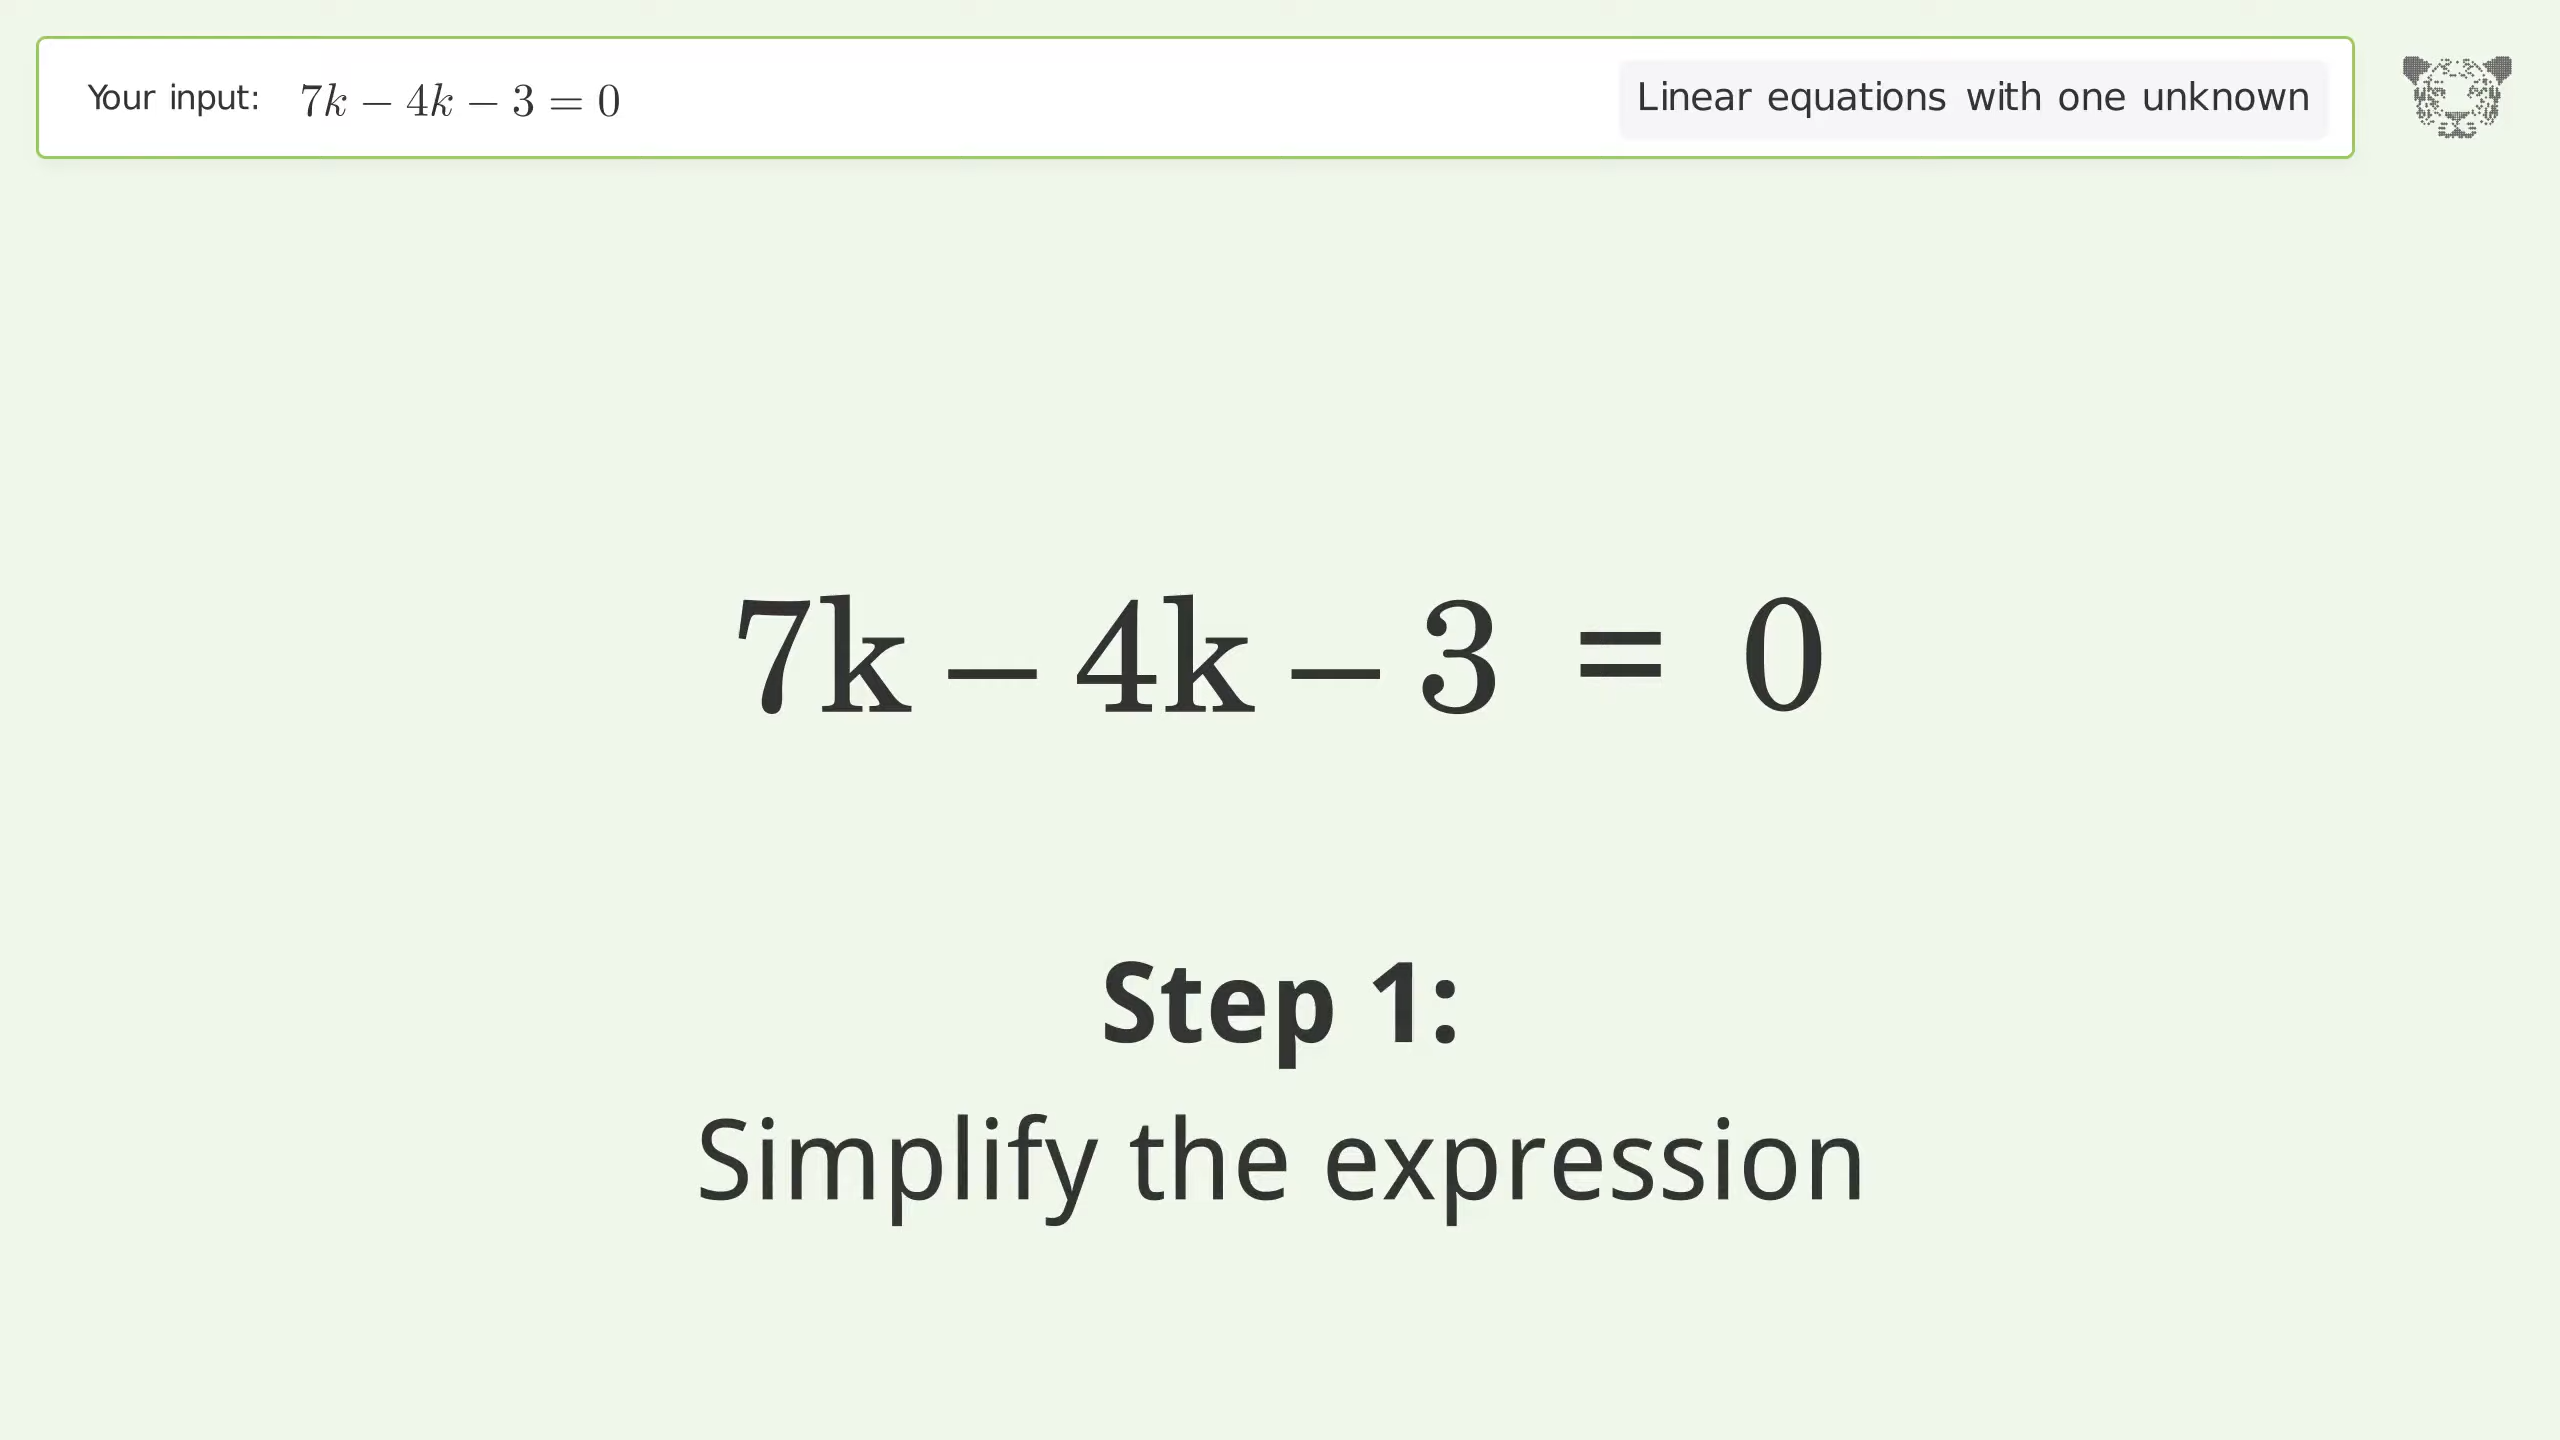 Your input: 7k − 4k − 3 = 0
Linear equations with one unknown
7k – 4k – 3 = 0
Step 1:
Simplify the expression